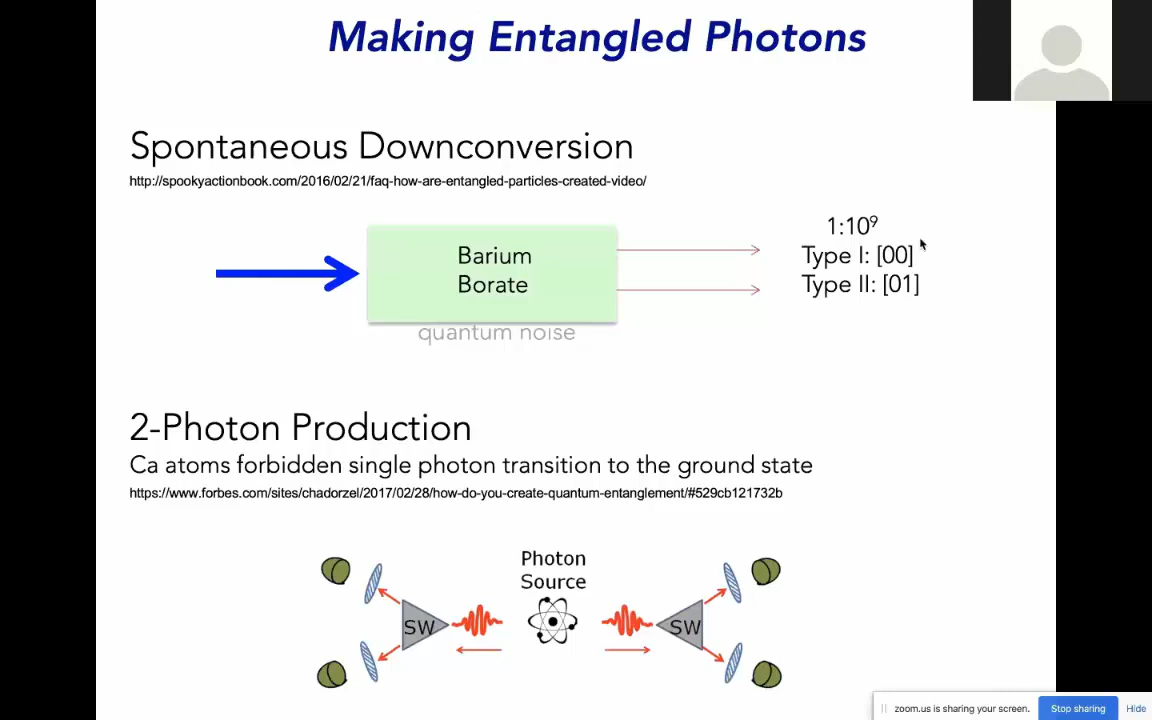 Making Entangled Photons
Spontaneous Downconversion
http://spookyactionbook.com/2016/02/21/faq-how-are-entangled-particles-created-video/
Barium
Borate
quantum noise
1:10⁹
Type I: [00]
Type II: [01]
2-Photon Production
Ca atoms forbidden single photon transition to the ground state
https://www.forbes.com/sites/chadorzel/2017/02/28/how-do-you-create-quantum-entanglement/#529cb121732b
Photon
Source
SW
SW
zoom.us is sharing your screen.
Stop sharing
Hide